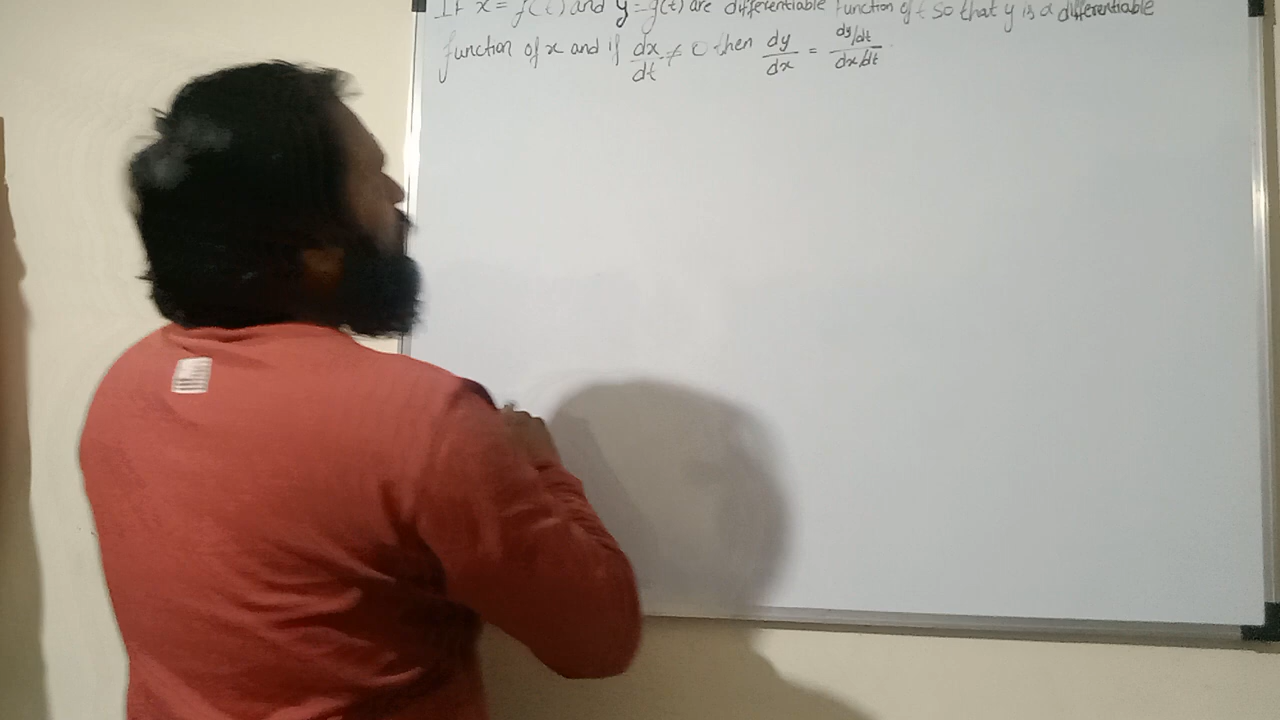 If x = f(t) and y = g(t) are differentiable function of t so that y is a differentiable
function of x and if dx/dt ≠ 0 then dy/dx = (dy/dt)/(dx/dt)